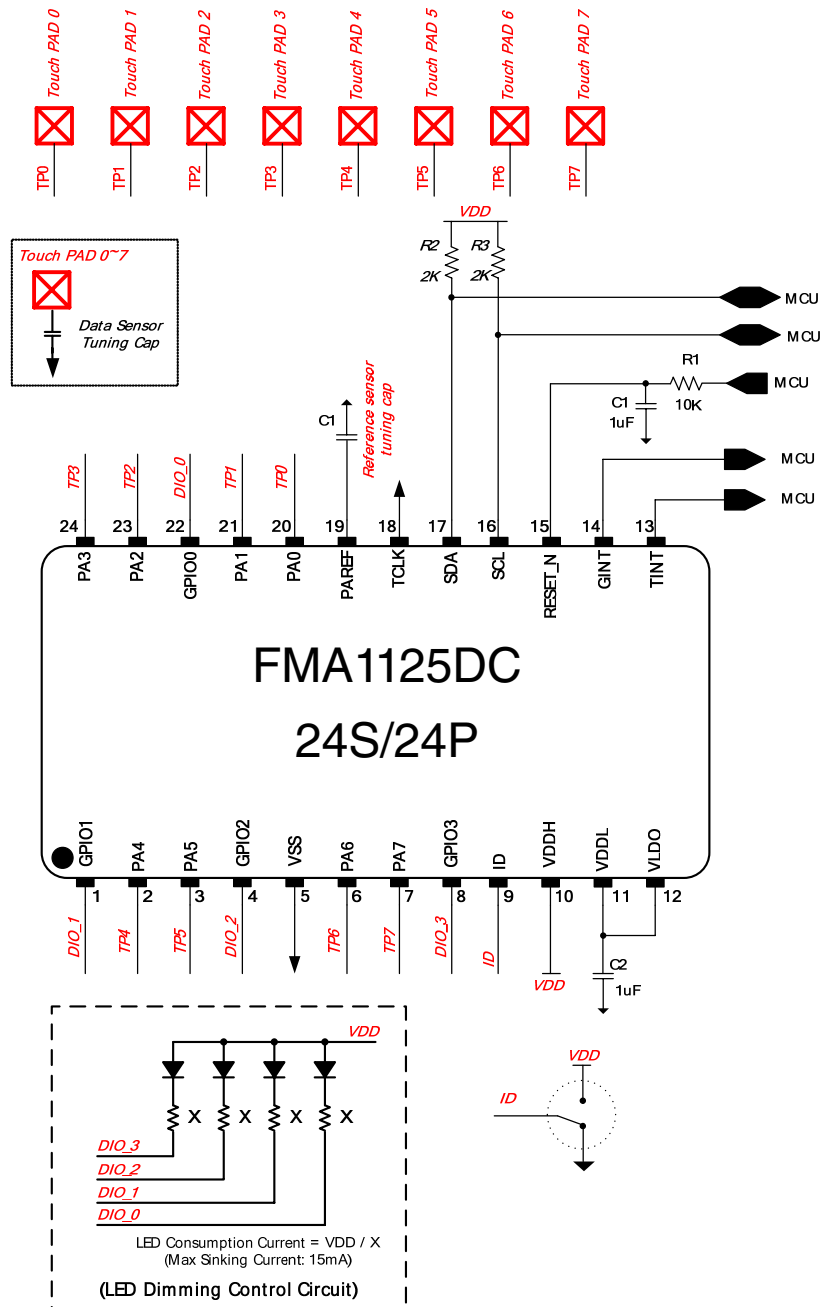 Touch PAD 0
Touch PAD 1
Touch PAD 2
Touch PAD 3
Touch PAD 4
Touch PAD 5
Touch PAD 6
Touch PAD 7
TP0
TP1
TP2
TP3
TP4
TP5
TP6
TP7
VDD
R2
2K
R3
2K
MCU
MCU
Touch PAD 0~7
Data Sensor
Tuning Cap
R1
10K
MCU
C1
1uF
C1
Reference sensor
tuning cap
MCU
MCU
TP3
TP2
DIO_0
TP1
TP0
24
23
22
21
20
19
18
17
16
15
14
13
PA3
PA2
GPIO0
PA1
PA0
PAREF
TCLK
SDA
SCL
RESET_N
GINT
TINT
FMA1125DC
24S/24P
GPIO1
PA4
PA5
GPIO2
VSS
PA6
PA7
GPIO3
ID
VDDH
VDDL
VLDO
1
2
3
4
5
6
7
8
9
10
11
12
DIO_1
TP4
TP5
DIO_2
TP6
TP7
DIO_3
ID
VDD
C2
1uF
VDD
X
X
X
X
DIO_3
DIO_2
DIO_1
DIO_0
LED Consumption Current = VDD / X
(Max Sinking Current: 15mA)
(LED Dimming Control Circuit)
VDD
ID